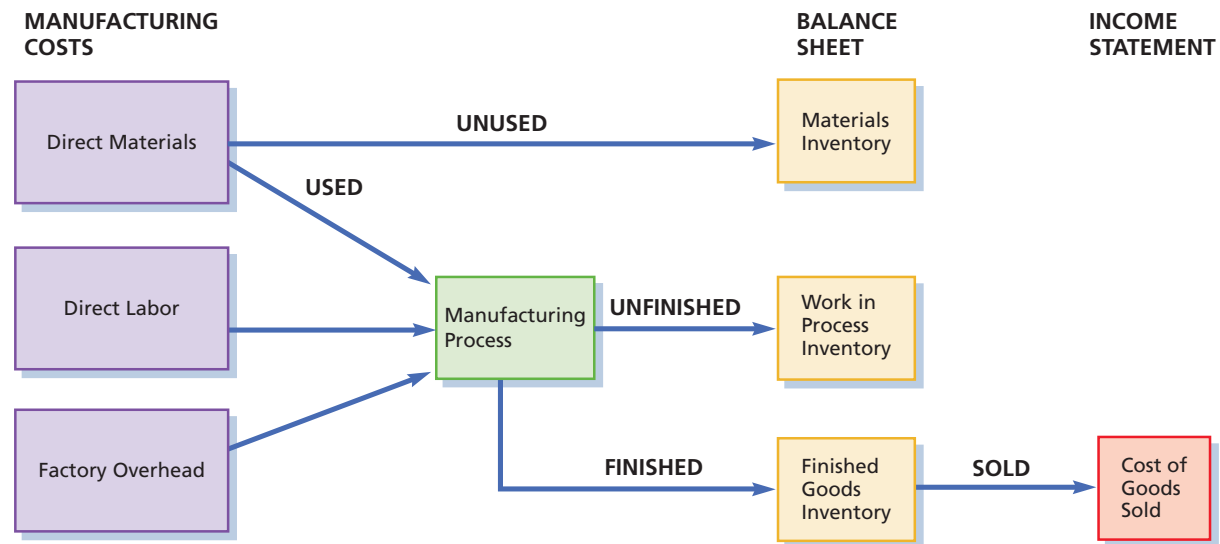 MANUFACTURING
COSTS
BALANCE
SHEET
INCOME
STATEMENT
Direct Materials
UNUSED
Materials
Inventory
USED
Direct Labor
Manufacturing
Process
UNFINISHED
Work in
Process
Inventory
Factory Overhead
FINISHED
Finished
Goods
Inventory
SOLD
Cost of
Goods
Sold